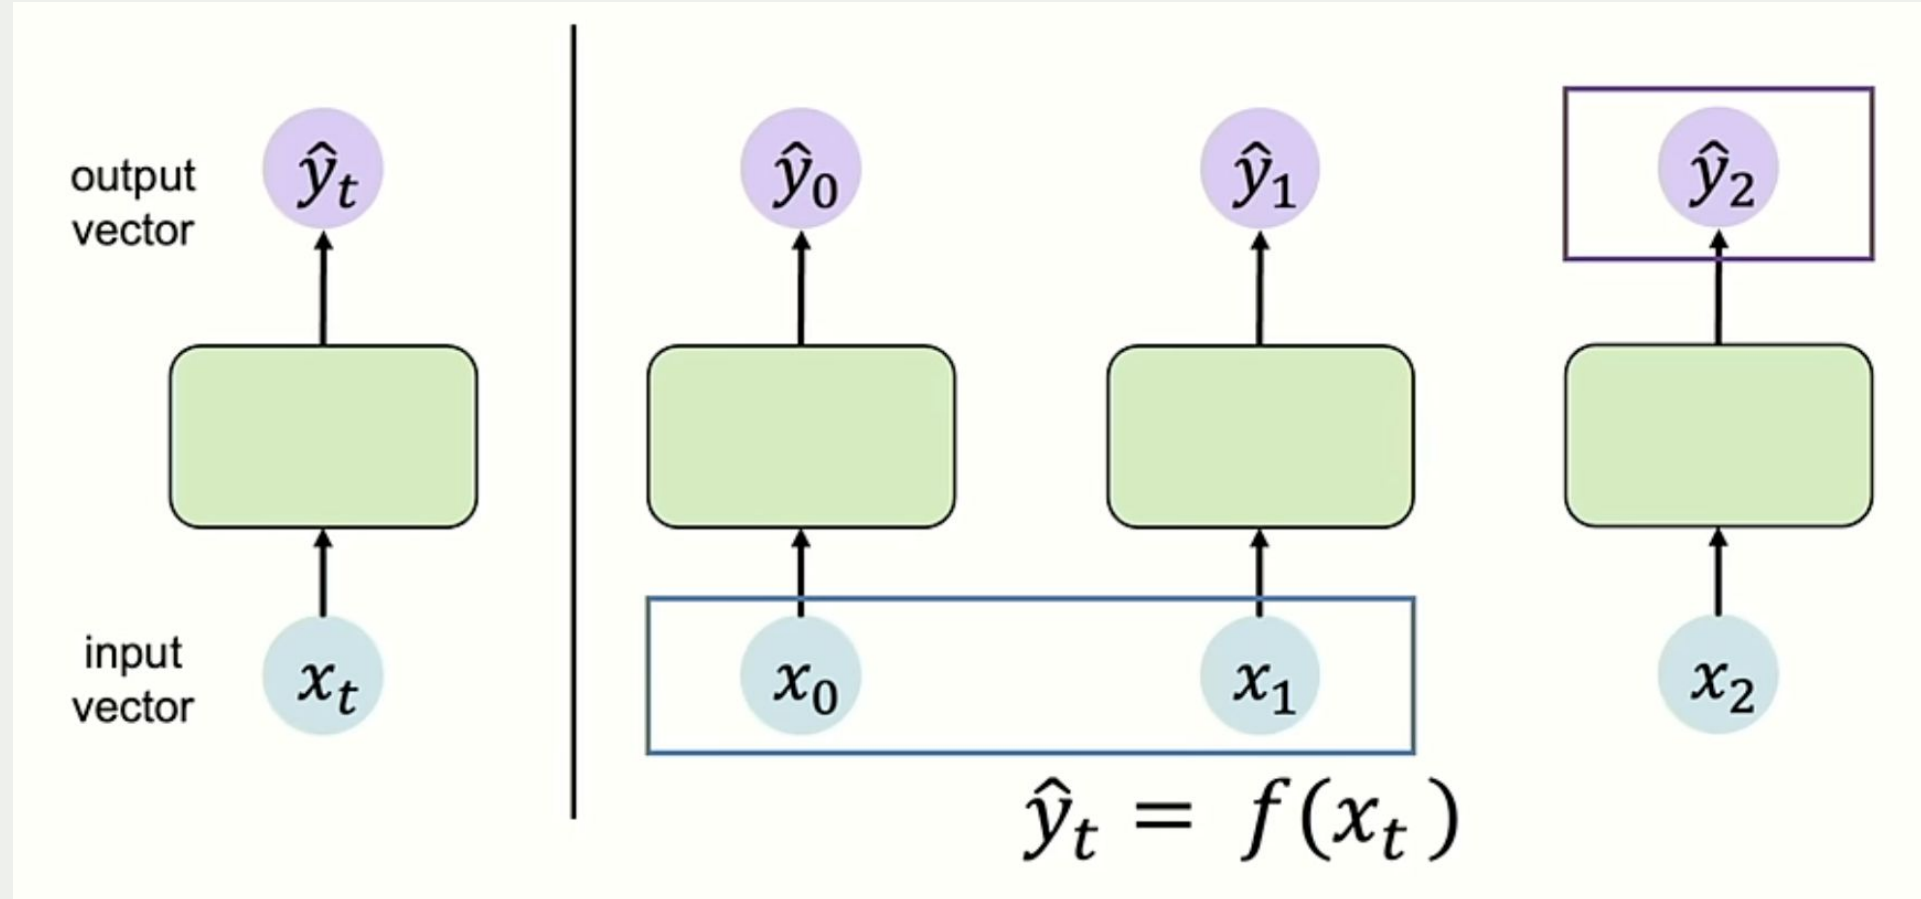 output
vector
ŷt
ŷ0
ŷ1
ŷ2
input
vector
xt
x0
x1
x2
ŷt = f(xt)